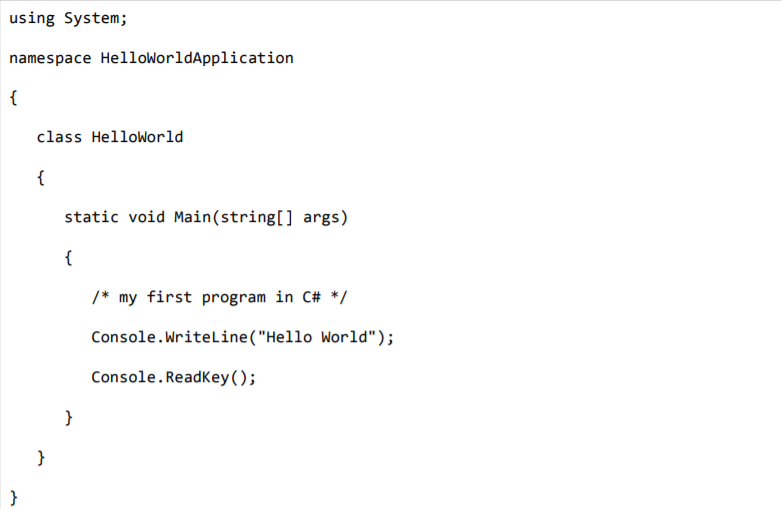 using System;
namespace HelloWorldApplication
{
   class HelloWorld
   {
      static void Main(string[] args)
      {
         /* my first program in C# */
         Console.WriteLine("Hello World");
         Console.ReadKey();
      }
   }
}